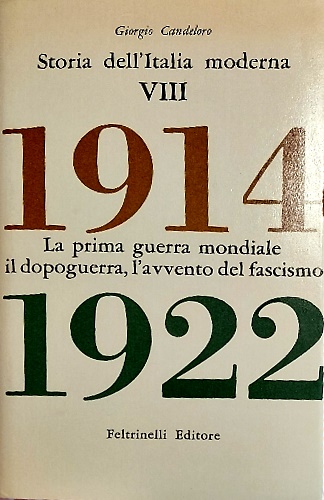 Giorgio Candeloro
Storia dell'Italia moderna
VIII
1914
La prima guerra mondiale
il dopoguerra, l'avvento del fascismo
1922
Feltrinelli Editore